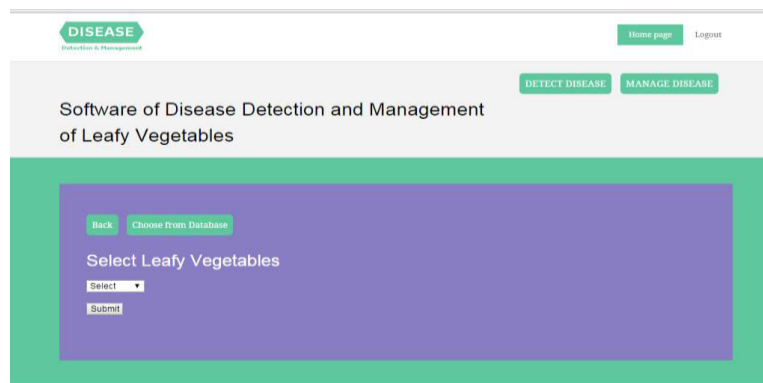 DISEASE
Detection & Management
Home page Logout
DETECT DISEASE MANAGE DISEASE
Software of Disease Detection and Management
of Leafy Vegetables
Back Choose from Database
Select Leafy Vegetables
Select
Submit